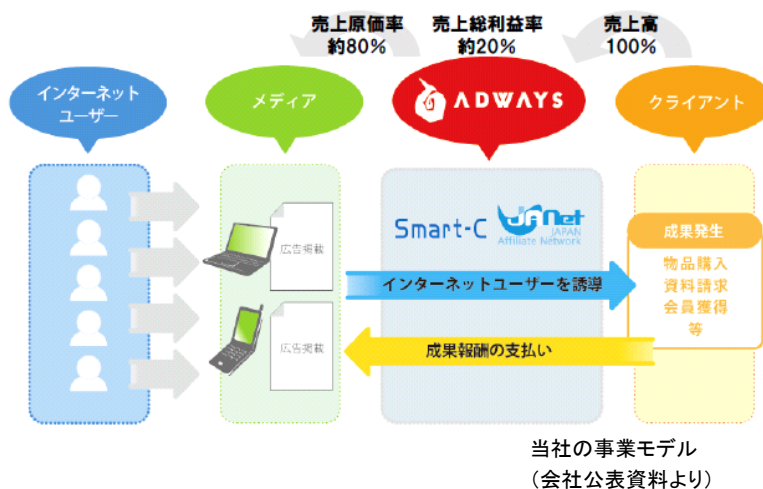 売上原価率
約80%
売上総利益率
約20%
売上高
100%
インターネット
ユーザー
メディア
ADWAYS
クライアント
広告掲載
広告掲載
Smart-C
JANet
JAPAN
Affiliate Network
インターネットユーザーを誘導
成果報酬の支払い
成果発生
物品購入
資料請求
会員獲得
等
当社の事業モデル
（会社公表資料より）